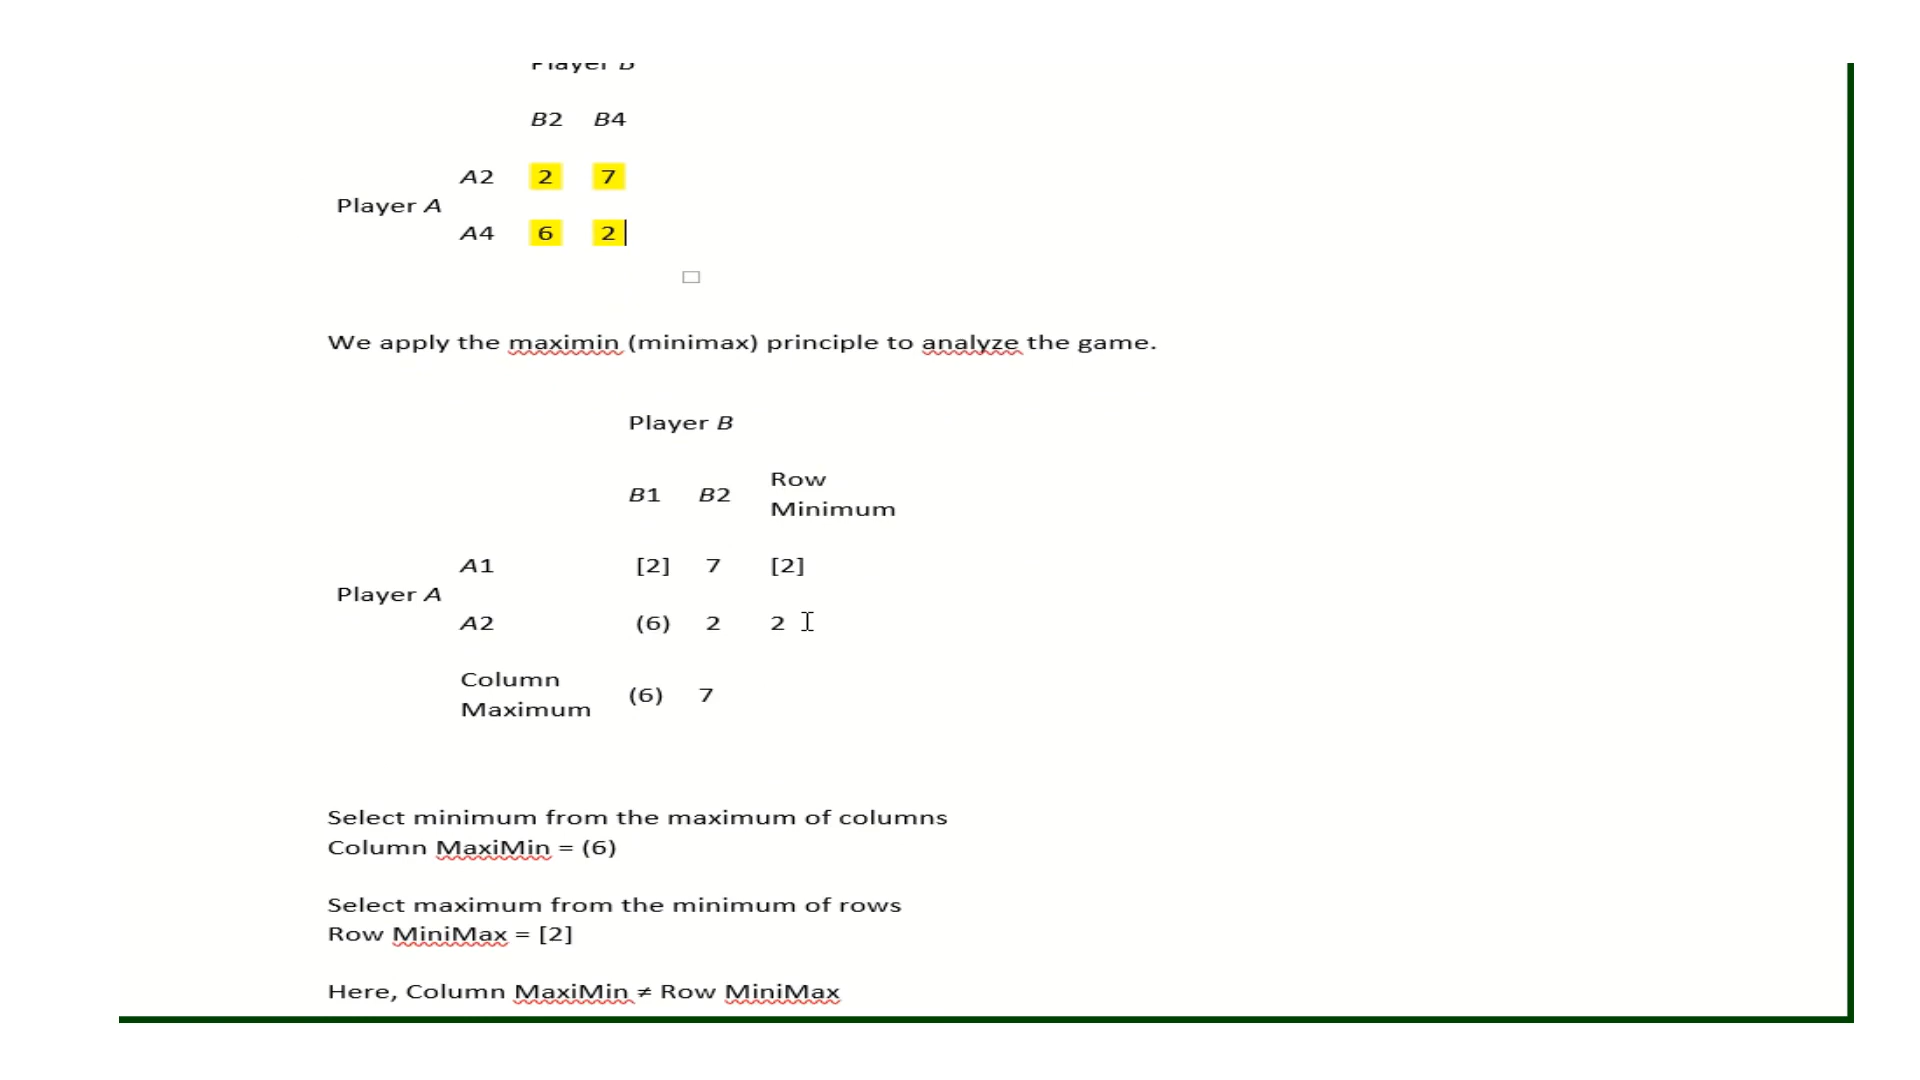 Player B
B2 B4
A2 2 7
Player A
A4 6 2
We apply the maximin (minimax) principle to analyze the game.
Player B
B1 B2 Row Minimum
A1 [2] 7 [2]
Player A
A2 (6) 2 2
Column Maximum (6) 7
Select minimum from the maximum of columns
Column MaxiMin = (6)
Select maximum from the minimum of rows
Row MiniMax = [2]
Here, Column MaxiMin ≠ Row MiniMax